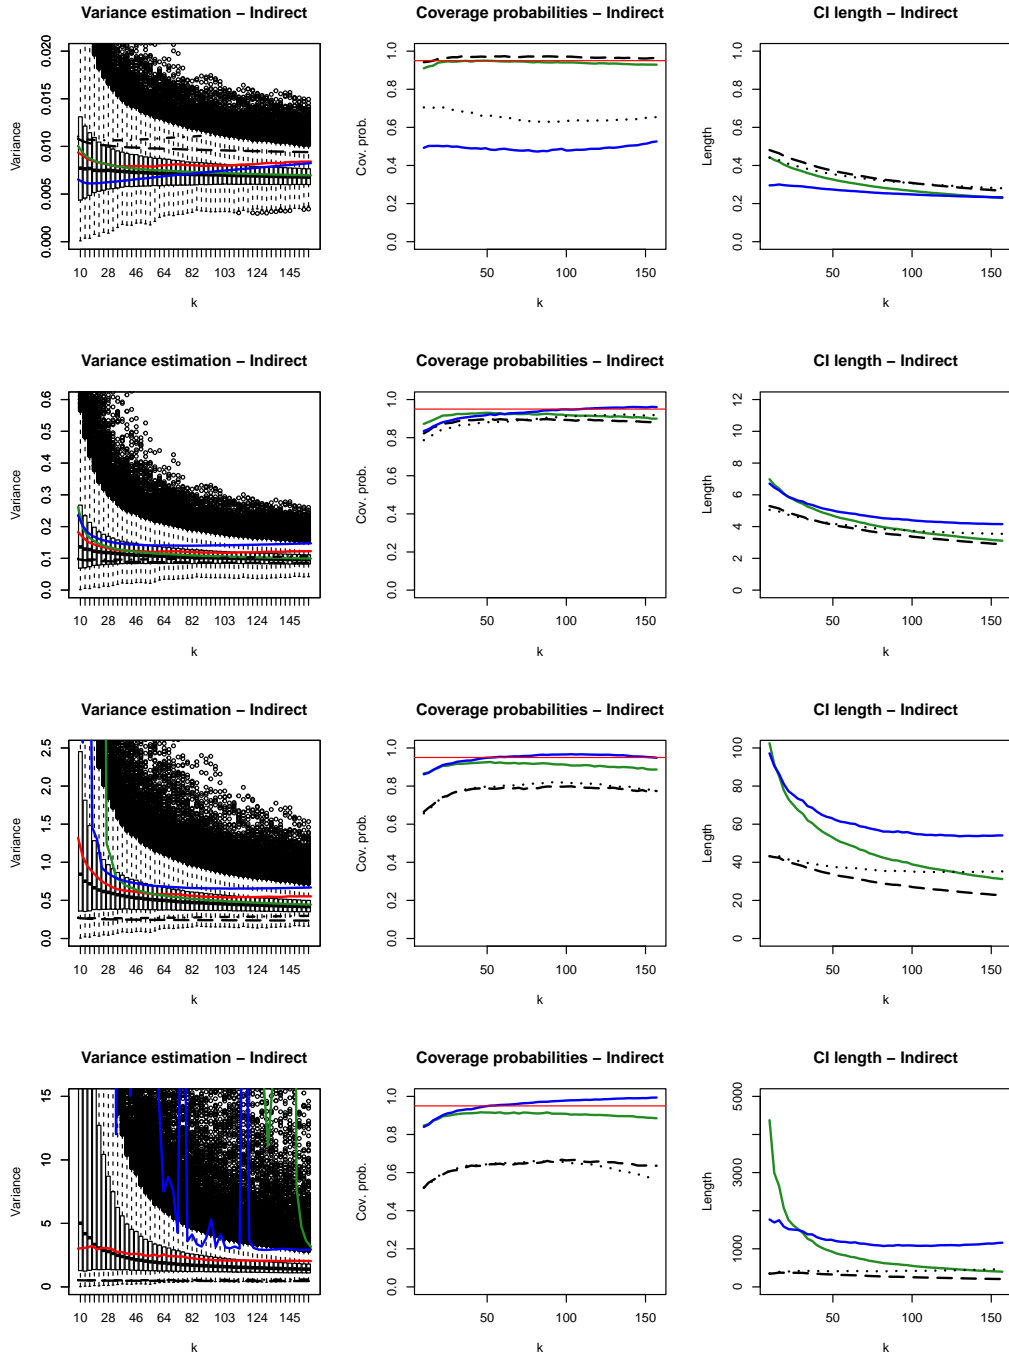 Variance estimation – Indirect
Variance
0.000 0.005 0.010 0.015 0.020
10 28 46 64 82 103 124 145
k
Coverage probabilities – Indirect
Cov. prob.
0.0 0.2 0.4 0.6 0.8 1.0
50 100 150
k
CI length – Indirect
Length
0.0 0.2 0.4 0.6 0.8 1.0
50 100 150
k
Variance estimation – Indirect
Variance
0.0 0.1 0.2 0.3 0.4 0.5 0.6
10 28 46 64 82 103 124 145
k
Coverage probabilities – Indirect
Cov. prob.
0.0 0.2 0.4 0.6 0.8 1.0
50 100 150
k
CI length – Indirect
Length
0 2 4 6 8 10 12
50 100 150
k
Variance estimation – Indirect
Variance
0.0 0.5 1.0 1.5 2.0 2.5
10 28 46 64 82 103 124 145
k
Coverage probabilities – Indirect
Cov. prob.
0.0 0.2 0.4 0.6 0.8 1.0
50 100 150
k
CI length – Indirect
Length
0 20 40 60 80 100
50 100 150
k
Variance estimation – Indirect
Variance
0 5 10 15
10 28 46 64 82 103 124 145
k
Coverage probabilities – Indirect
Cov. prob.
0.0 0.2 0.4 0.6 0.8 1.0
50 100 150
k
CI length – Indirect
Length
0 1000 3000 5000
50 100 150
k